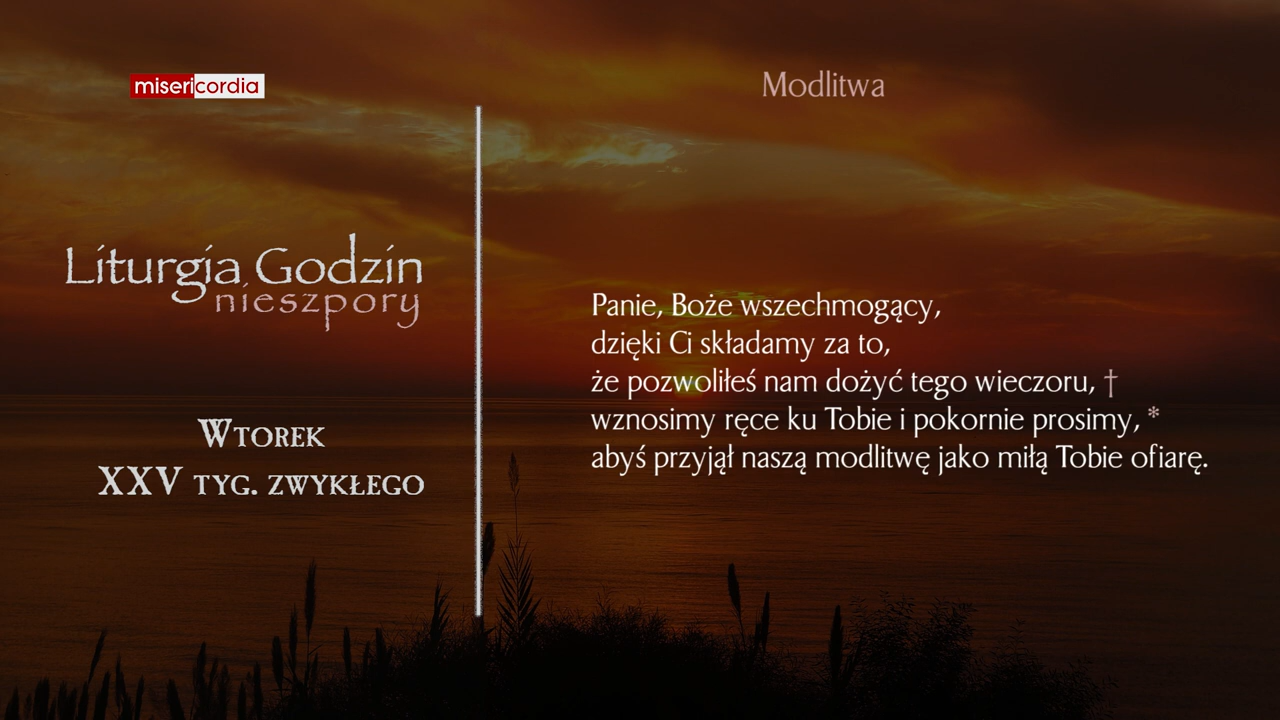 misericordia
Liturgia Godzin
nieszpory
Wtorek
XXV tyg. zwykłego
Modlitwa
Panie, Boże wszechmogący,
dzięki Ci składamy za to,
że pozwoliłeś nam dożyć tego wieczoru, †
wznosimy ręce ku Tobie i pokornie prosimy, *
abyś przyjął naszą modlitwę jako miłą Tobie ofiarę.